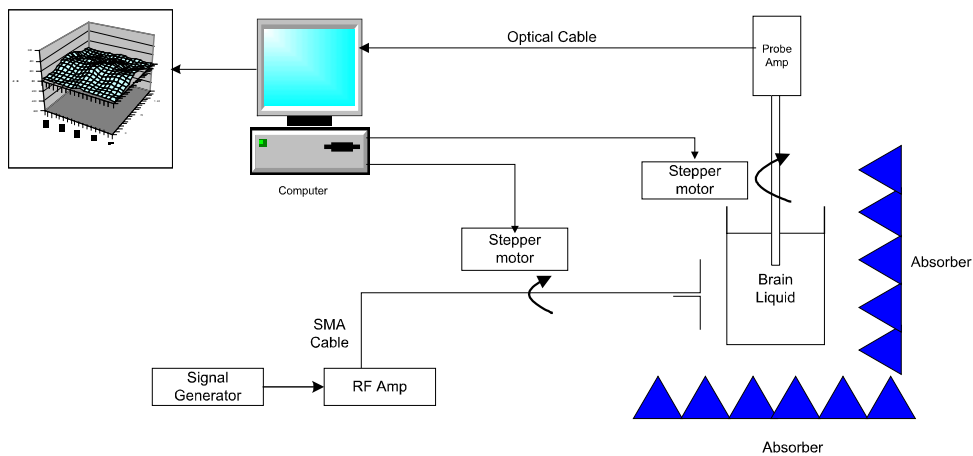 Optical Cable
Probe
Amp
Computer
Stepper
motor
Stepper
motor
Absorber
Brain
Liquid
SMA
Cable
Signal
Generator
RF Amp
Absorber